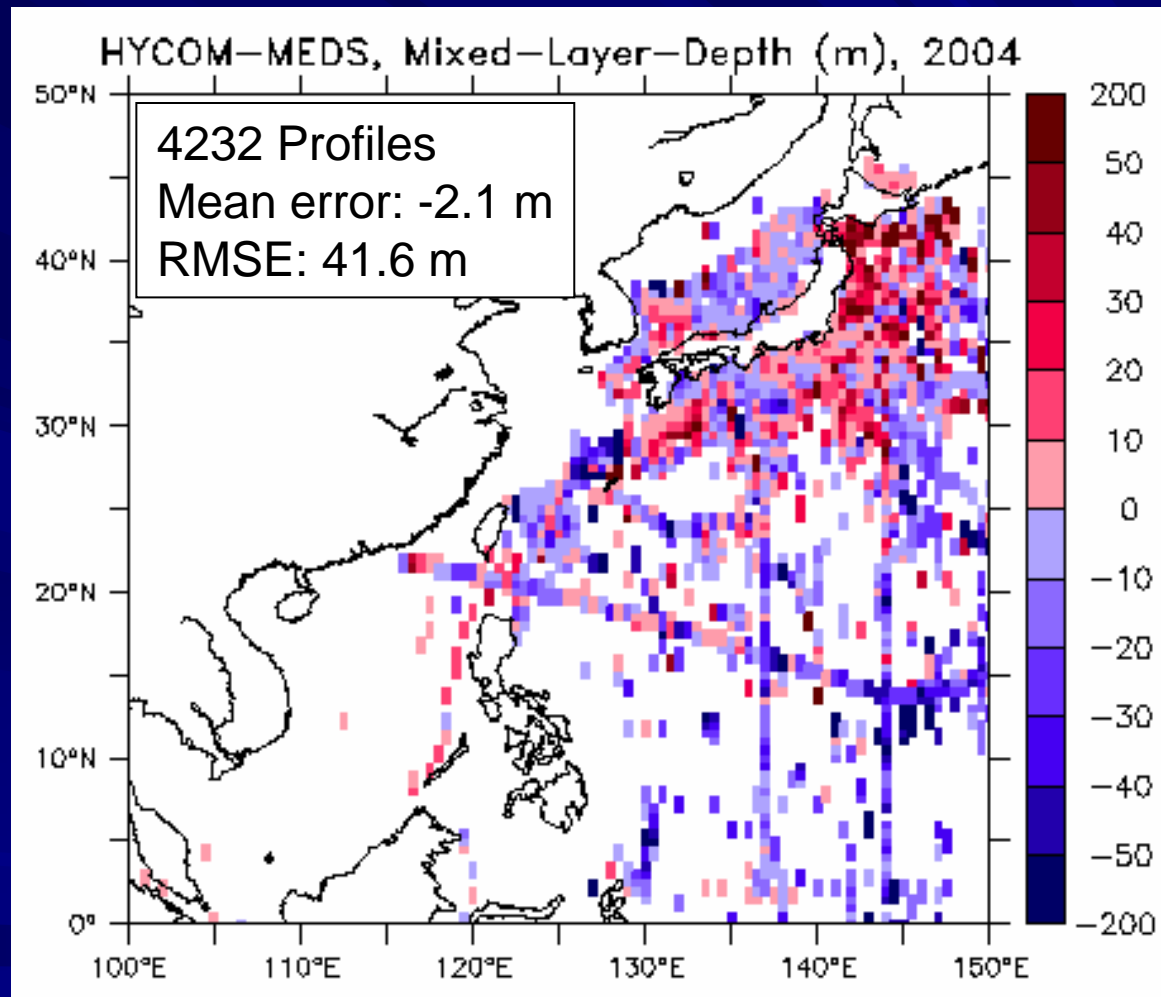 HYCOM–MEDS, Mixed–Layer–Depth (m), 2004
4232 Profiles
Mean error: -2.1 m
RMSE: 41.6 m
50°N
40°N
30°N
20°N
10°N
0°
100°E 110°E 120°E 130°E 140°E 150°E
200
50
40
30
20
10
0
−10
−20
−30
−40
−50
−200